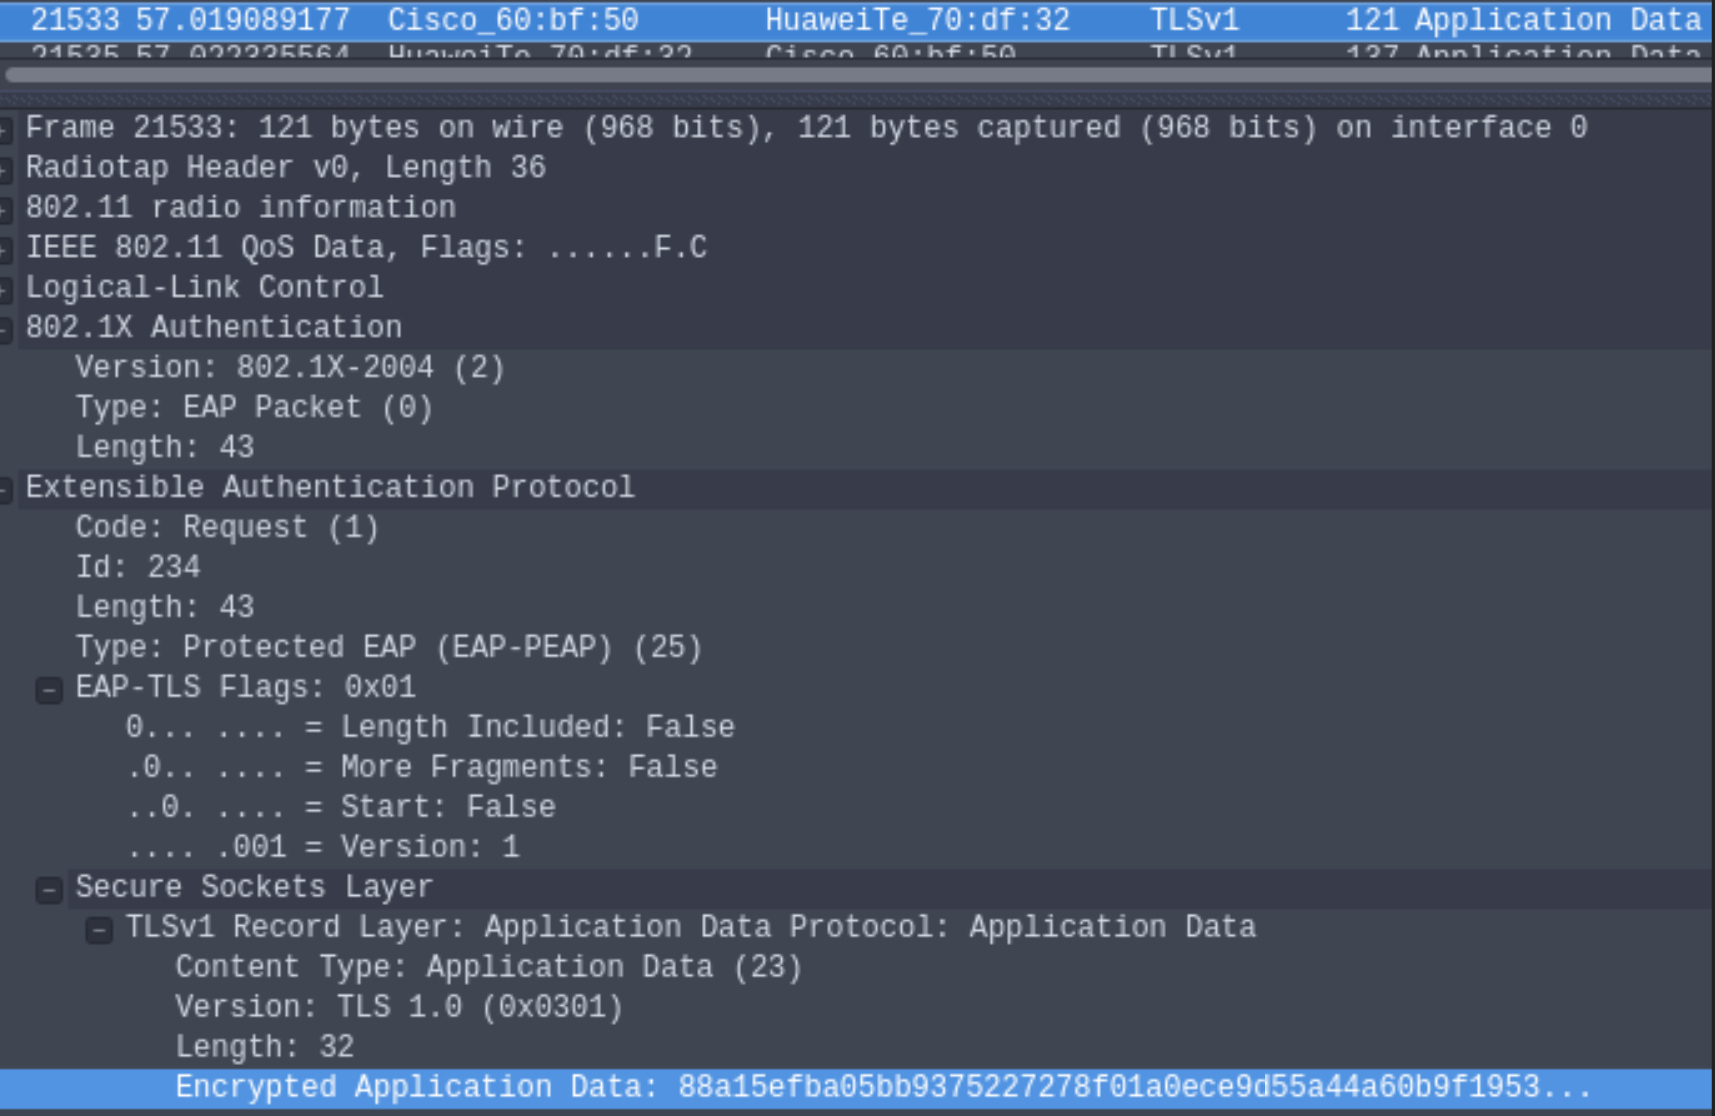 21533 57.019089177 Cisco_60:bf:50 HuaweiTe_70:df:32 TLSv1 121 Application Data
21535 57.022335564 HuaweiTe_70:df:32 Cisco_60:bf:50 TLSv1 137 Application Data
Frame 21533: 121 bytes on wire (968 bits), 121 bytes captured (968 bits) on interface 0
Radiotap Header v0, Length 36
802.11 radio information
IEEE 802.11 QoS Data, Flags: ......F.C
Logical-Link Control
802.1X Authentication
Version: 802.1X-2004 (2)
Type: EAP Packet (0)
Length: 43
Extensible Authentication Protocol
Code: Request (1)
Id: 234
Length: 43
Type: Protected EAP (EAP-PEAP) (25)
EAP-TLS Flags: 0x01
0... .... = Length Included: False
.0.. .... = More Fragments: False
..0. .... = Start: False
.... .001 = Version: 1
Secure Sockets Layer
TLSv1 Record Layer: Application Data Protocol: Application Data
Content Type: Application Data (23)
Version: TLS 1.0 (0x0301)
Length: 32
Encrypted Application Data: 88a15efba05bb9375227278f01a0ece9d55a44a60b9f1953...